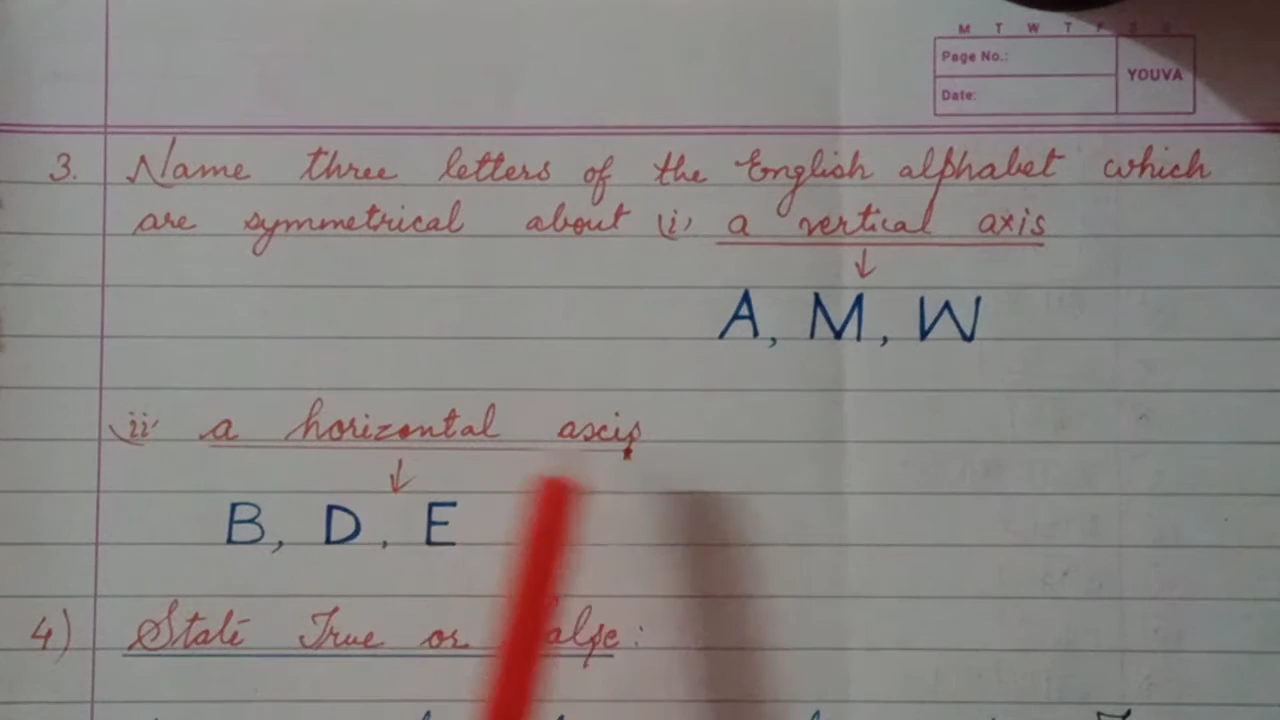 M T W T F S S
Page No.:
YOUVA
Date:
3. Name three letters of the English alphabet which
are symmetrical about (i) a vertical axis
↓
A, M, W
(ii) a horizontal axis
↓
B, D, E
4) State True or False: